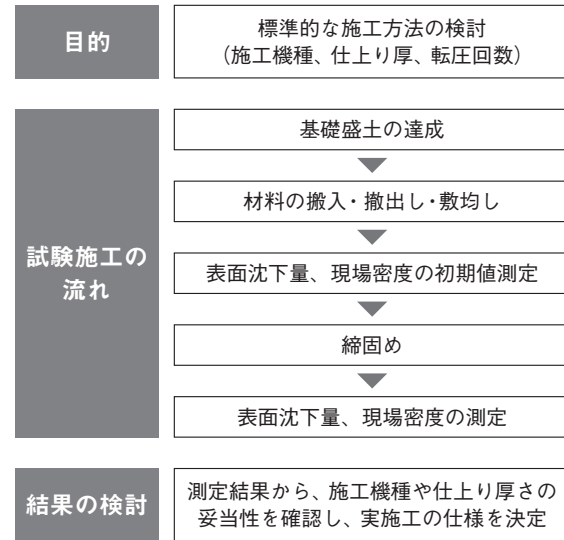 目的
標準的な施工方法の検討
（施工機種、仕上り厚、転圧回数）
試験施工の
流れ
基礎盛土の達成
材料の搬入・撤出し・敷均し
表面沈下量、現場密度の初期値測定
締固め
表面沈下量、現場密度の測定
結果の検討
測定結果から、施工機種や仕上り厚さの
妥当性を確認し、実施工の仕様を決定